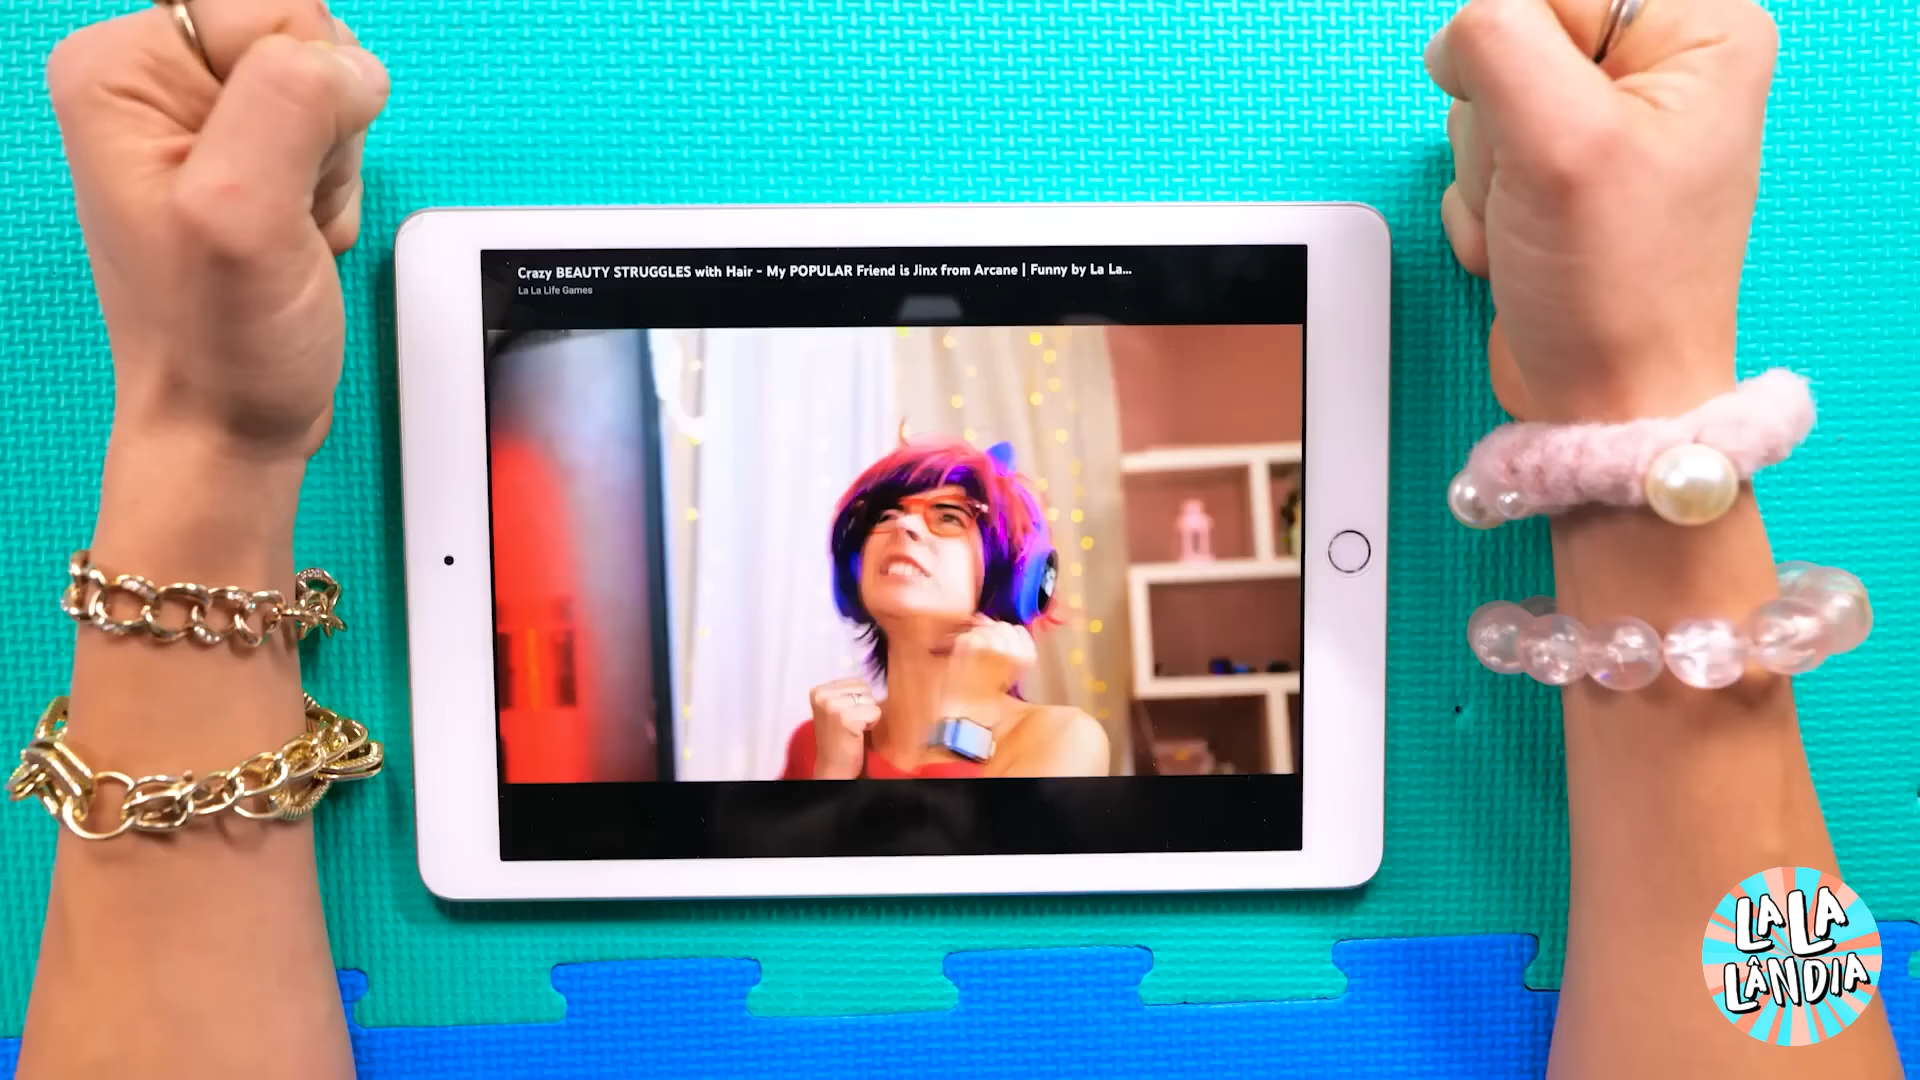 Crazy BEAUTY STRUGGLES with Hair - My POPULAR Friend is Jinx from Arcane | Funny by La La...
La La Life Games
LA LA
LÂNDIA